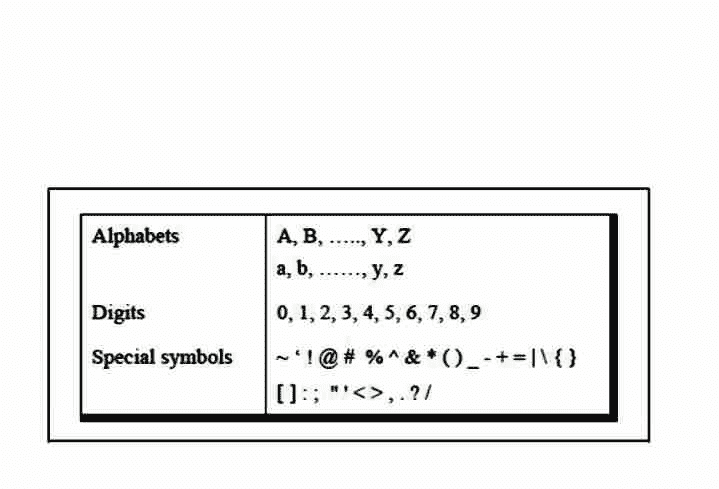 Alphabets A, B, ….., Y, Z
a, b, ……, y, z
Digits 0, 1, 2, 3, 4, 5, 6, 7, 8, 9
Special symbols ~ ‘ ! @ # % ^ & * ( ) _ - + = | \ { }
[ ] : ; " ' < > , . ? /